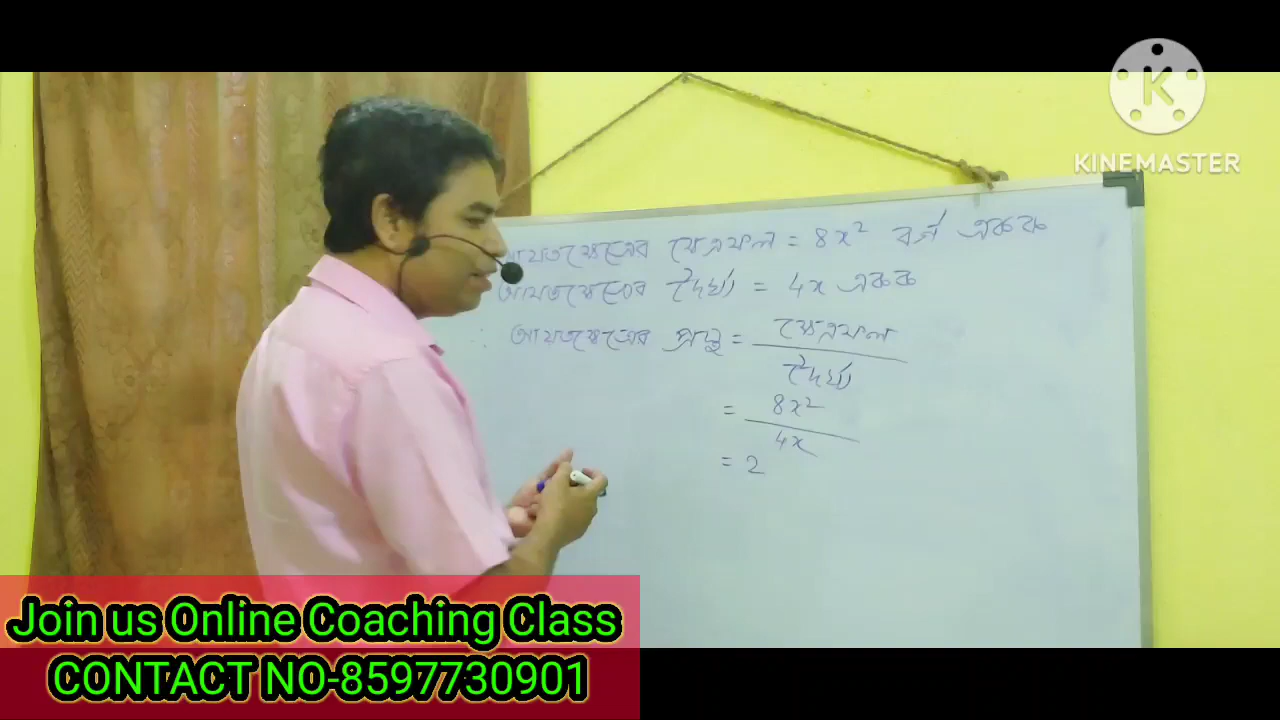 KINEMASTER
আয়তক্ষেত্রের ক্ষেত্রফল = 8x² বর্গ একক
আয়তক্ষেত্রের দৈর্ঘ্য = 4x একক
আয়তক্ষেত্রের প্রস্থ = ক্ষেত্রফল
দৈর্ঘ্য
= 8x²
4x
= 2
Join us Online Coaching Class
CONTACT NO-8597730901